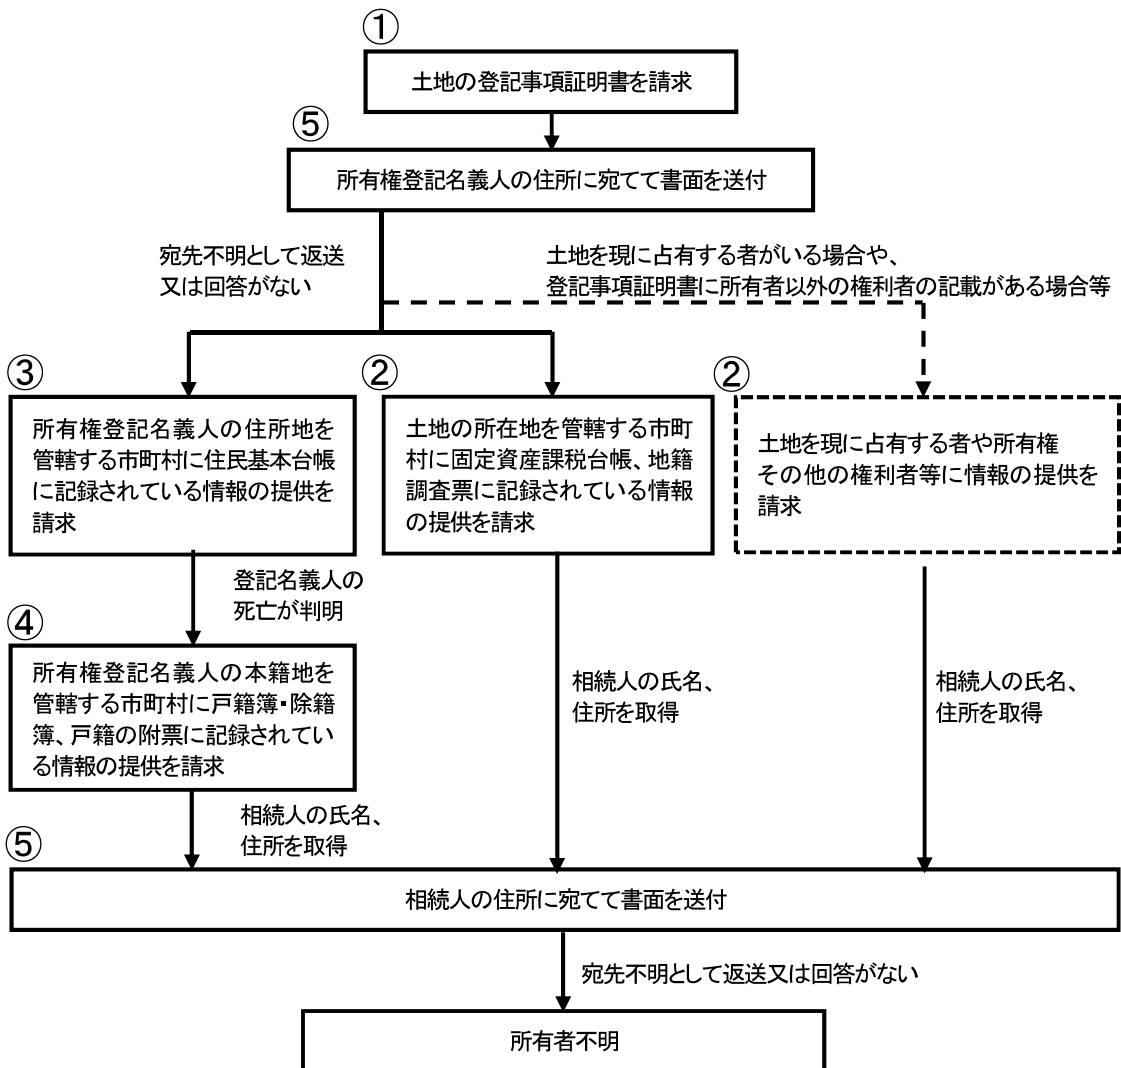 ①
土地の登記事項証明書を請求
⑤
所有権登記名義人の住所に宛てて書面を送付
宛先不明として返送
又は回答がない
土地を現に占有する者がいる場合や、
登記事項証明書に所有者以外の権利者の記載がある場合等
③
所有権登記名義人の住所地を
管轄する市町村に住民基本台帳
に記録されている情報の提供を
請求
②
土地の所在地を管轄する市町
村に固定資産課税台帳、地籍
調査票に記録されている情報
の提供を請求
②
土地を現に占有する者や所有権
その他の権利者等に情報の提供を
請求
登記名義人の
死亡が判明
④
所有権登記名義人の本籍地を
管轄する市町村に戸籍簿・除籍
簿、戸籍の附票に記録されてい
る情報の提供を請求
相続人の氏名、
住所を取得
相続人の氏名、
住所を取得
相続人の氏名、
住所を取得
⑤
相続人の住所に宛てて書面を送付
宛先不明として返送又は回答がない
所有者不明